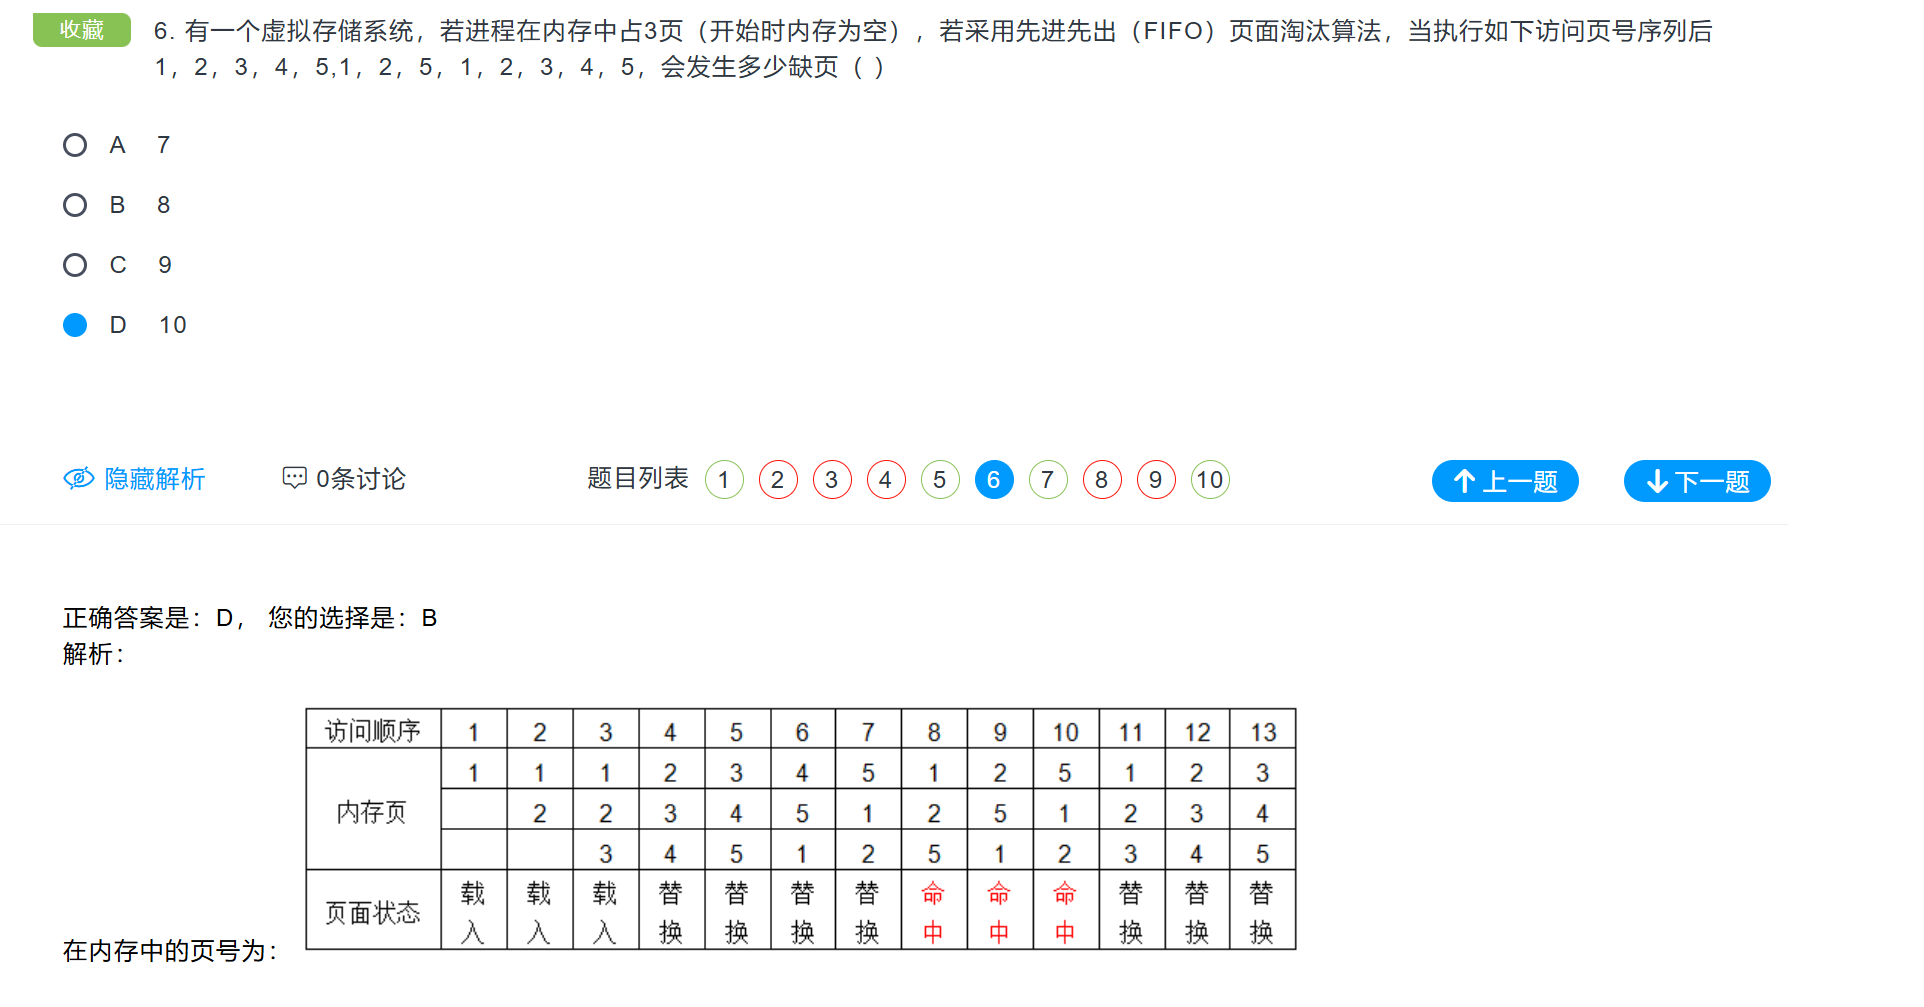 收藏
6. 有一个虚拟存储系统，若进程在内存中占3页（开始时内存为空），若采用先进先出（FIFO）页面淘汰算法，当执行如下访问页号序列后
1，2，3，4，5,1，2，5，1，2，3，4，5，会发生多少缺页（ ）
A 7
B 8
C 9
D 10
隐藏解析 0条讨论 题目列表 1 2 3 4 5 6 7 8 9 10 上一题 下一题
正确答案是：D， 您的选择是：B
解析：
访问顺序 1 2 3 4 5 6 7 8 9 10 11 12 13
1 1 1 2 3 4 5 1 2 5 1 2 3
内存页 2 2 3 4 5 1 2 5 1 2 3 4
3 4 5 1 2 5 1 2 3 4 5
页面状态 载入 载入 载入 替换 替换 替换 替换 命中 命中 命中 替换 替换 替换
在内存中的页号为：